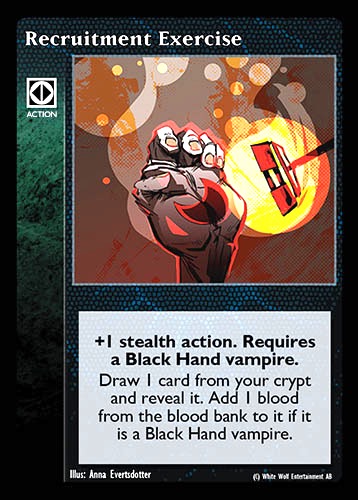 Recruitment Exercise
ACTION
+1 stealth action. Requires
a Black Hand vampire.
Draw 1 card from your crypt
and reveal it. Add 1 blood
from the blood bank to it if it
is a Black Hand vampire.
Illus: Anna Evertsdotter
(C) White Wolf Entertainment AB